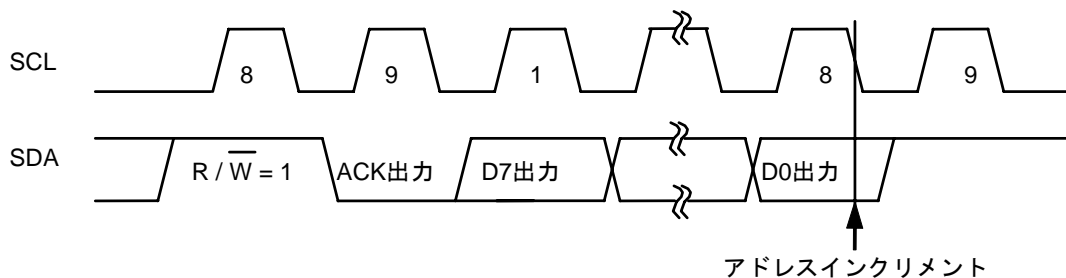 SCL
8
9
1
8
9
SDA
R / W̅ = 1
ACK出力
D7出力
D0出力
アドレスインクリメント